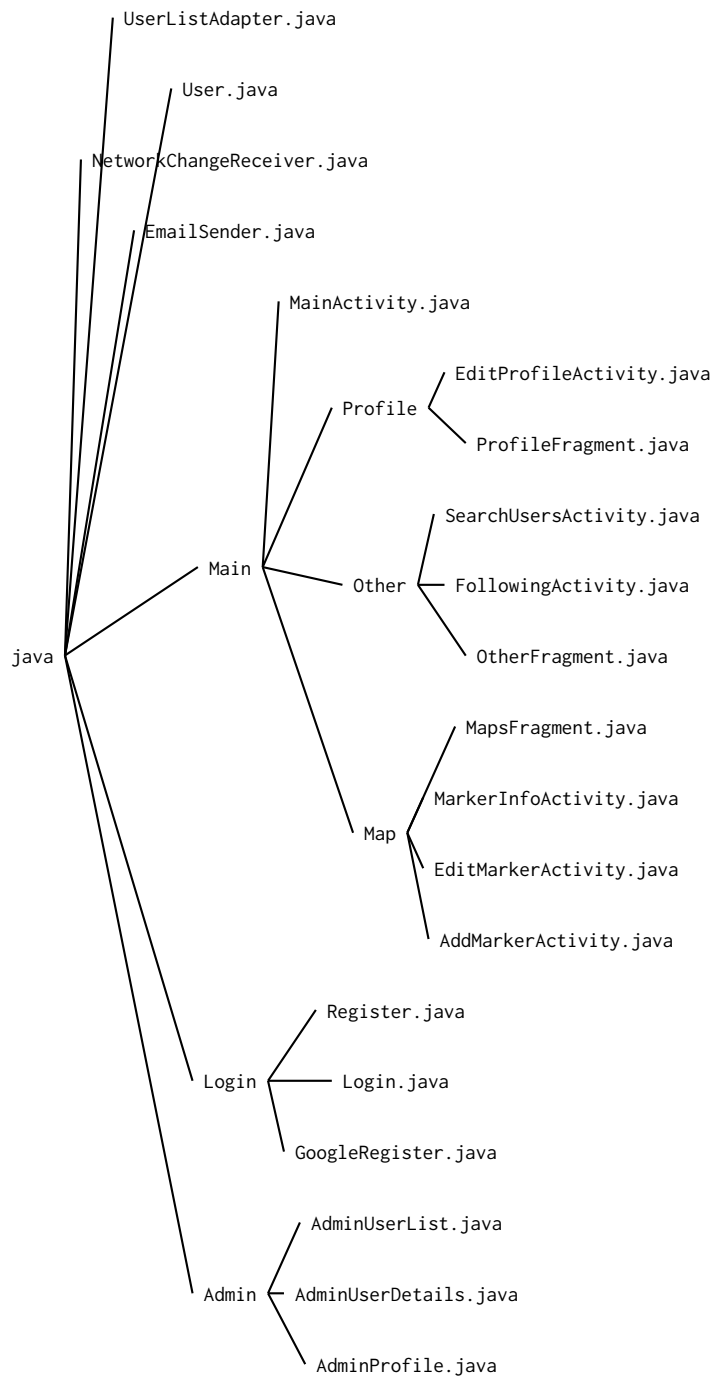 UserListAdapter.java
User.java
NetworkChangeReceiver.java
EmailSender.java
MainActivity.java
EditProfileActivity.java
Profile
ProfileFragment.java
SearchUsersActivity.java
Main
Other
FollowingActivity.java
java
OtherFragment.java
MapsFragment.java
MarkerInfoActivity.java
Map
EditMarkerActivity.java
AddMarkerActivity.java
Register.java
Login
Login.java
GoogleRegister.java
AdminUserList.java
Admin
AdminUserDetails.java
AdminProfile.java